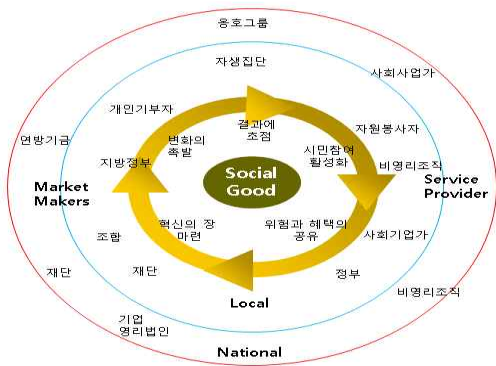 옹호그룹
자생집단
사회사업가
개인기부자
결과에
초점
자원봉사자
연방기금
변화의
촉발
시민참여
활성화
지방정부
비영리조직
Social
Good
Market
Makers
Service
Provider
조합
혁신의 장
마련
위험과 혜택의
공유
사회기업가
재단
재단
정부
비영리조직
Local
기업
영리법인
National